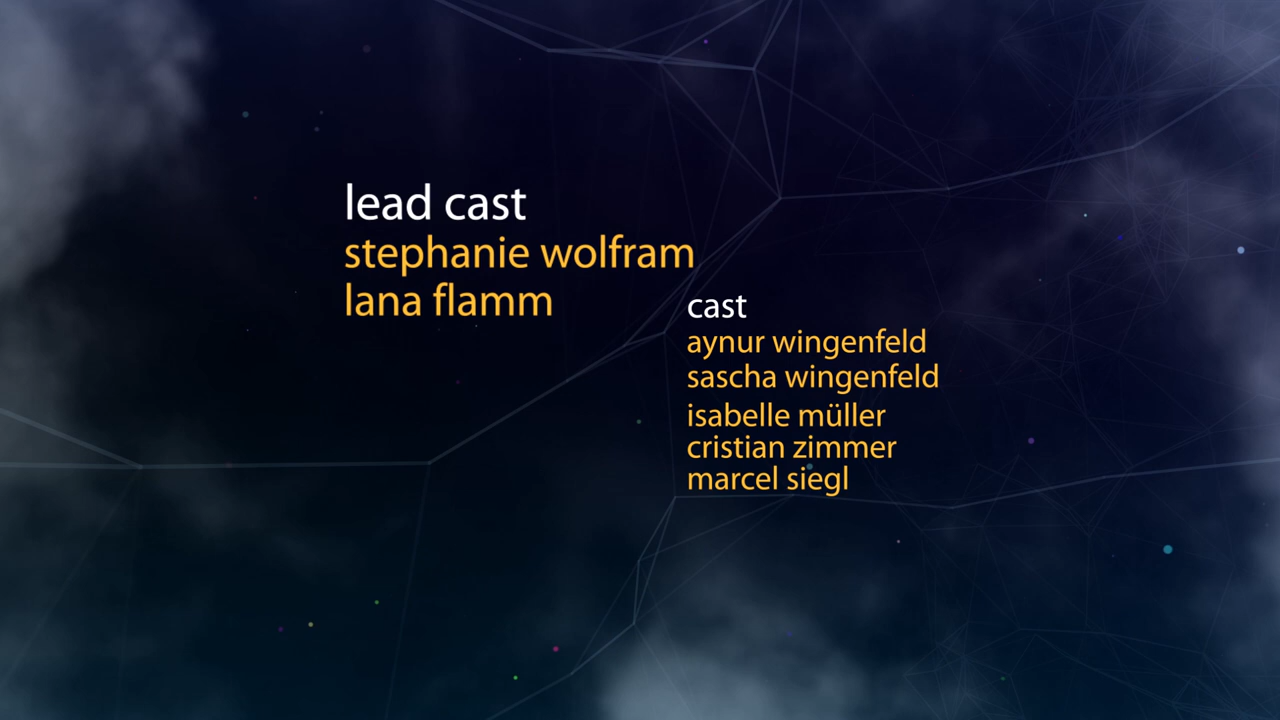 lead cast
stephanie wolfram
lana flamm
cast
aynur wingenfeld
sascha wingenfeld
isabelle müller
cristian zimmer
marcel siegl